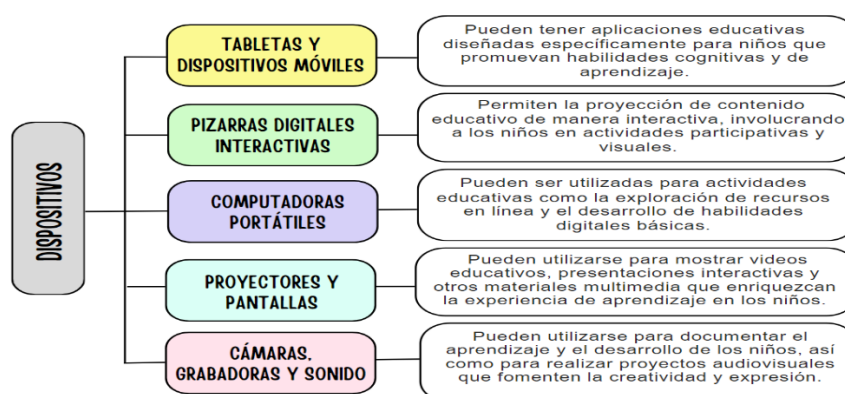 DISPOSITIVOS
TABLETAS Y
DISPOSITIVOS MÓVILES
Pueden tener aplicaciones educativas
diseñadas específicamente para niños que
promuevan habilidades cognitivas y de
aprendizaje.
PIZARRAS DIGITALES
INTERACTIVAS
Permiten la proyección de contenido
educativo de manera interactiva, involucrando
a los niños en actividades participativas y
visuales.
COMPUTADORAS
PORTÁTILES
Pueden ser utilizadas para actividades
educativas como la exploración de recursos
en línea y el desarrollo de habilidades
digitales básicas.
PROYECTORES Y
PANTALLAS
Pueden utilizarse para mostrar videos
educativos, presentaciones interactivas y
otros materiales multimedia que enriquezcan
la experiencia de aprendizaje en los niños.
CÁMARAS,
GRABADORAS Y SONIDO
Pueden utilizarse para documentar el
aprendizaje y el desarrollo de los niños, así
como para realizar proyectos audiovisuales
que fomenten la creatividad y expresión.